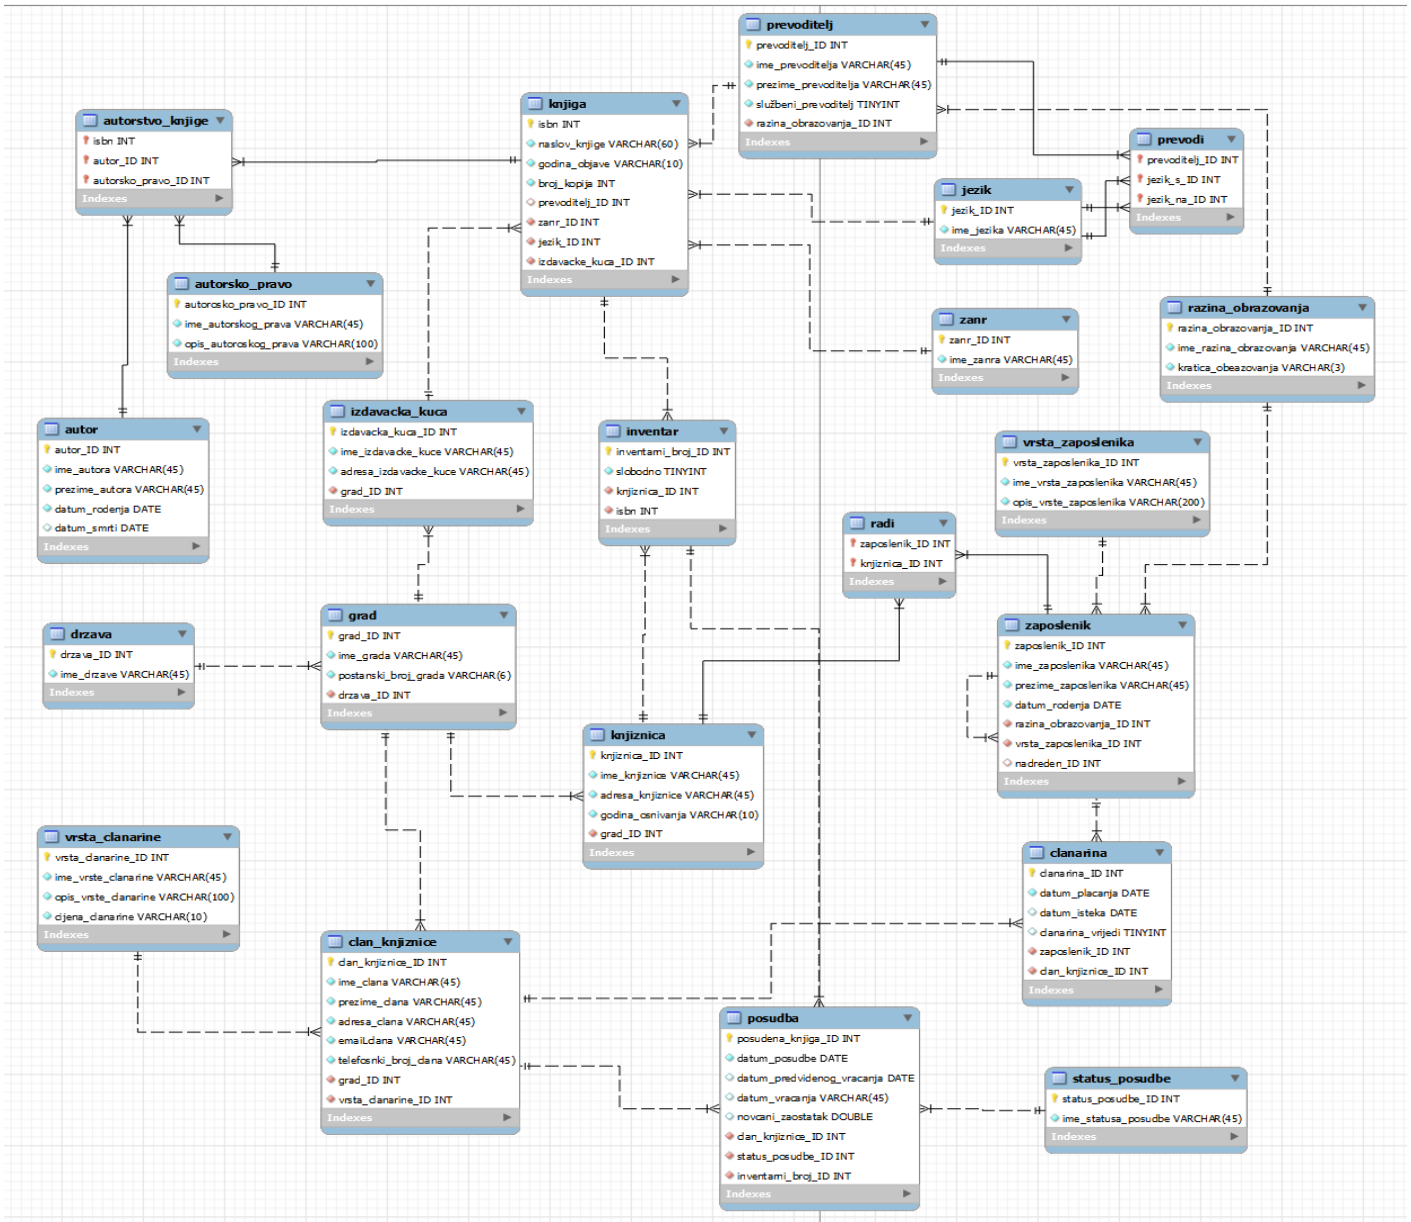 prevoditelj
prevoditelj_ID INT
ime_prevoditelja VARCHAR(45)
prezime_prevoditelja VARCHAR(45)
službeni_prevoditelj TINYINT
razina_obrazovanja_ID INT
Indexes
knjiga
isbn INT
naslov_knjige VARCHAR(60)
godina_objave VARCHAR(10)
broj_kopija INT
prevoditelj_ID INT
zanr_ID INT
jezik_ID INT
izdavacke_kuca_ID INT
Indexes
autorstvo_knjige
isbn INT
autor_ID INT
autorsko_pravo_ID INT
Indexes
prevodi
prevoditelj_ID INT
jezik_s_ID INT
jezik_na_ID INT
Indexes
jezik
jezik_ID INT
ime_jezika VARCHAR(45)
Indexes
autorsko_pravo
autorosko_pravo_ID INT
ime_autorskog_prava VARCHAR(45)
opis_autoroskog_prava VARCHAR(100)
Indexes
zanr
zanr_ID INT
ime_zanra VARCHAR(45)
Indexes
razina_obrazovanja
razina_obrazovanja_ID INT
ime_razina_obrazovanja VARCHAR(45)
kratica_obeazovanja VARCHAR(3)
Indexes
autor
autor_ID INT
ime_autora VARCHAR(45)
prezime_autora VARCHAR(45)
datum_rodenja DATE
datum_smrti DATE
Indexes
izdavacka_kuca
izdavacka_kuca_ID INT
ime_izdavacke_kuce VARCHAR(45)
adresa_izdavacke_kuce VARCHAR(45)
grad_ID INT
Indexes
inventar
inventarni_broj_ID INT
slobodno TINYINT
knjiznica_ID INT
isbn INT
Indexes
vrsta_zaposlenika
vrsta_zaposlenika_ID INT
ime_vrsta_zaposlenika VARCHAR(45)
opis_vrste_zaposlenika VARCHAR(200)
Indexes
radi
zaposlenik_ID INT
knjiznica_ID INT
Indexes
drzava
drzava_ID INT
ime_drzave VARCHAR(45)
Indexes
grad
grad_ID INT
ime_grada VARCHAR(45)
postanski_broj_grada VARCHAR(6)
drzava_ID INT
Indexes
zaposlenik
zaposlenik_ID INT
ime_zaposlenika VARCHAR(45)
prezime_zaposlenika VARCHAR(45)
datum_rodenja DATE
razina_obrazovanja_ID INT
vrsta_zaposlenika_ID INT
nadreden_ID INT
Indexes
knjiznica
knjiznica_ID INT
ime_knjiznice VARCHAR(45)
adresa_knjiznice VARCHAR(45)
godina_osnivanja VARCHAR(10)
grad_ID INT
Indexes
vrsta_clanarine
vrsta_clanarine_ID INT
ime_vrste_clanarine VARCHAR(45)
opis_vrste_clanarine VARCHAR(100)
cijena_clanarine VARCHAR(10)
Indexes
clanarina
clanarina_ID INT
datum_placanja DATE
datum_isteka DATE
clanarina_vrijedi TINYINT
zaposlenik_ID INT
clan_knjiznice_ID INT
Indexes
clan_knjiznice
clan_knjiznice_ID INT
ime_clana VARCHAR(45)
prezime_clana VARCHAR(45)
adresa_clana VARCHAR(45)
email_clana VARCHAR(45)
telefosnki_broj_clana VARCHAR(45)
grad_ID INT
vrsta_clanarine_ID INT
Indexes
posudba
posudena_knjiga_ID INT
datum_posudbe DATE
datum_predvidenog_vracanja DATE
datum_vracanja VARCHAR(45)
novcani_zaostatak DOUBLE
clan_knjiznice_ID INT
status_posudbe_ID INT
inventarni_broj_ID INT
Indexes
status_posudbe
status_posudbe_ID INT
ime_statusa_posudbe VARCHAR(45)
Indexes